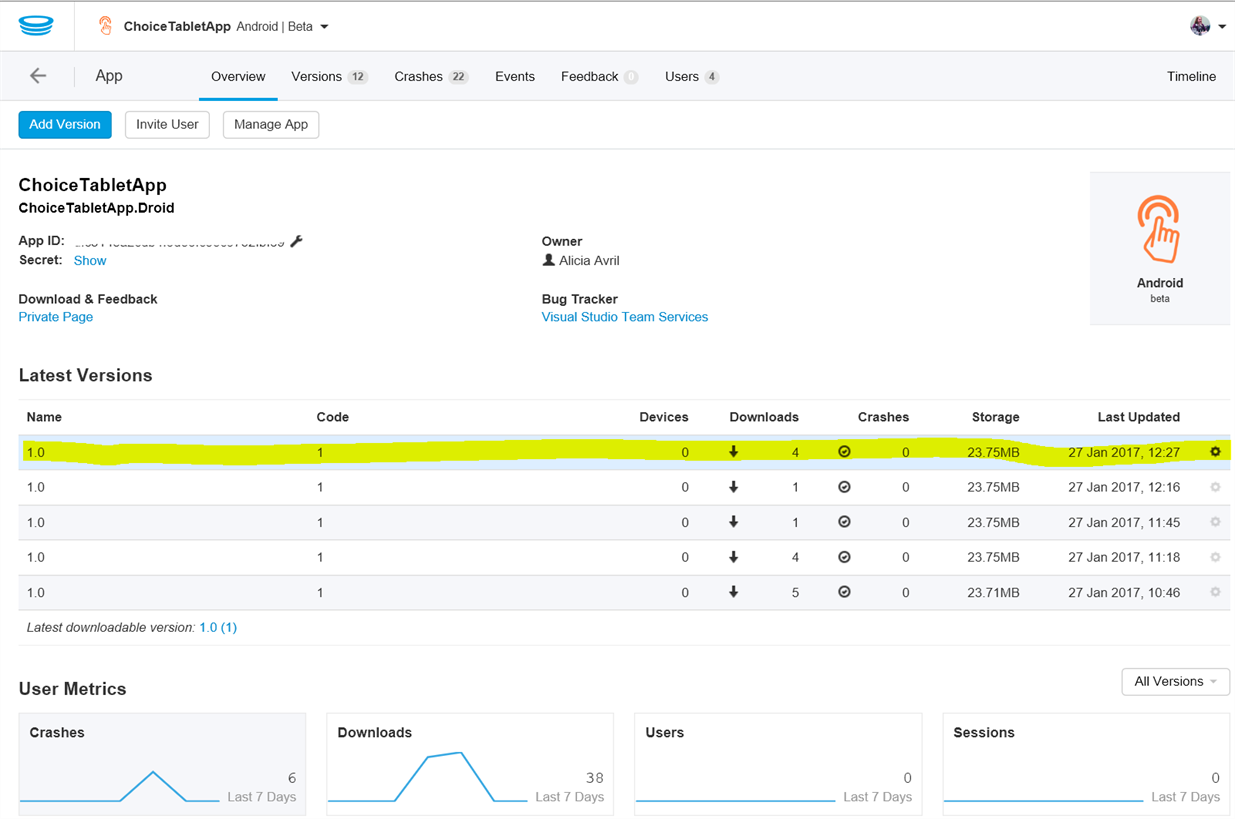 ChoiceTabletApp Android | Beta
App Overview Versions 12 Crashes 22 Events Feedback 0 Users 4 Timeline
Add Version Invite User Manage App
ChoiceTabletApp
ChoiceTabletApp.Droid
App ID:
Secret: Show
Owner
Alicia Avril
Download & Feedback
Private Page
Bug Tracker
Visual Studio Team Services
Android
beta
Latest Versions
Name Code Devices Downloads Crashes Storage Last Updated
1.0 1 0 4 0 23.75MB 27 Jan 2017, 12:27
1.0 1 0 1 0 23.75MB 27 Jan 2017, 12:16
1.0 1 0 1 0 23.75MB 27 Jan 2017, 11:45
1.0 1 0 4 0 23.75MB 27 Jan 2017, 11:18
1.0 1 0 5 0 23.71MB 27 Jan 2017, 10:46
Latest downloadable version: 1.0 (1)
User Metrics All Versions
Crashes
6
Last 7 Days
Downloads
38
Last 7 Days
Users
0
Last 7 Days
Sessions
0
Last 7 Days